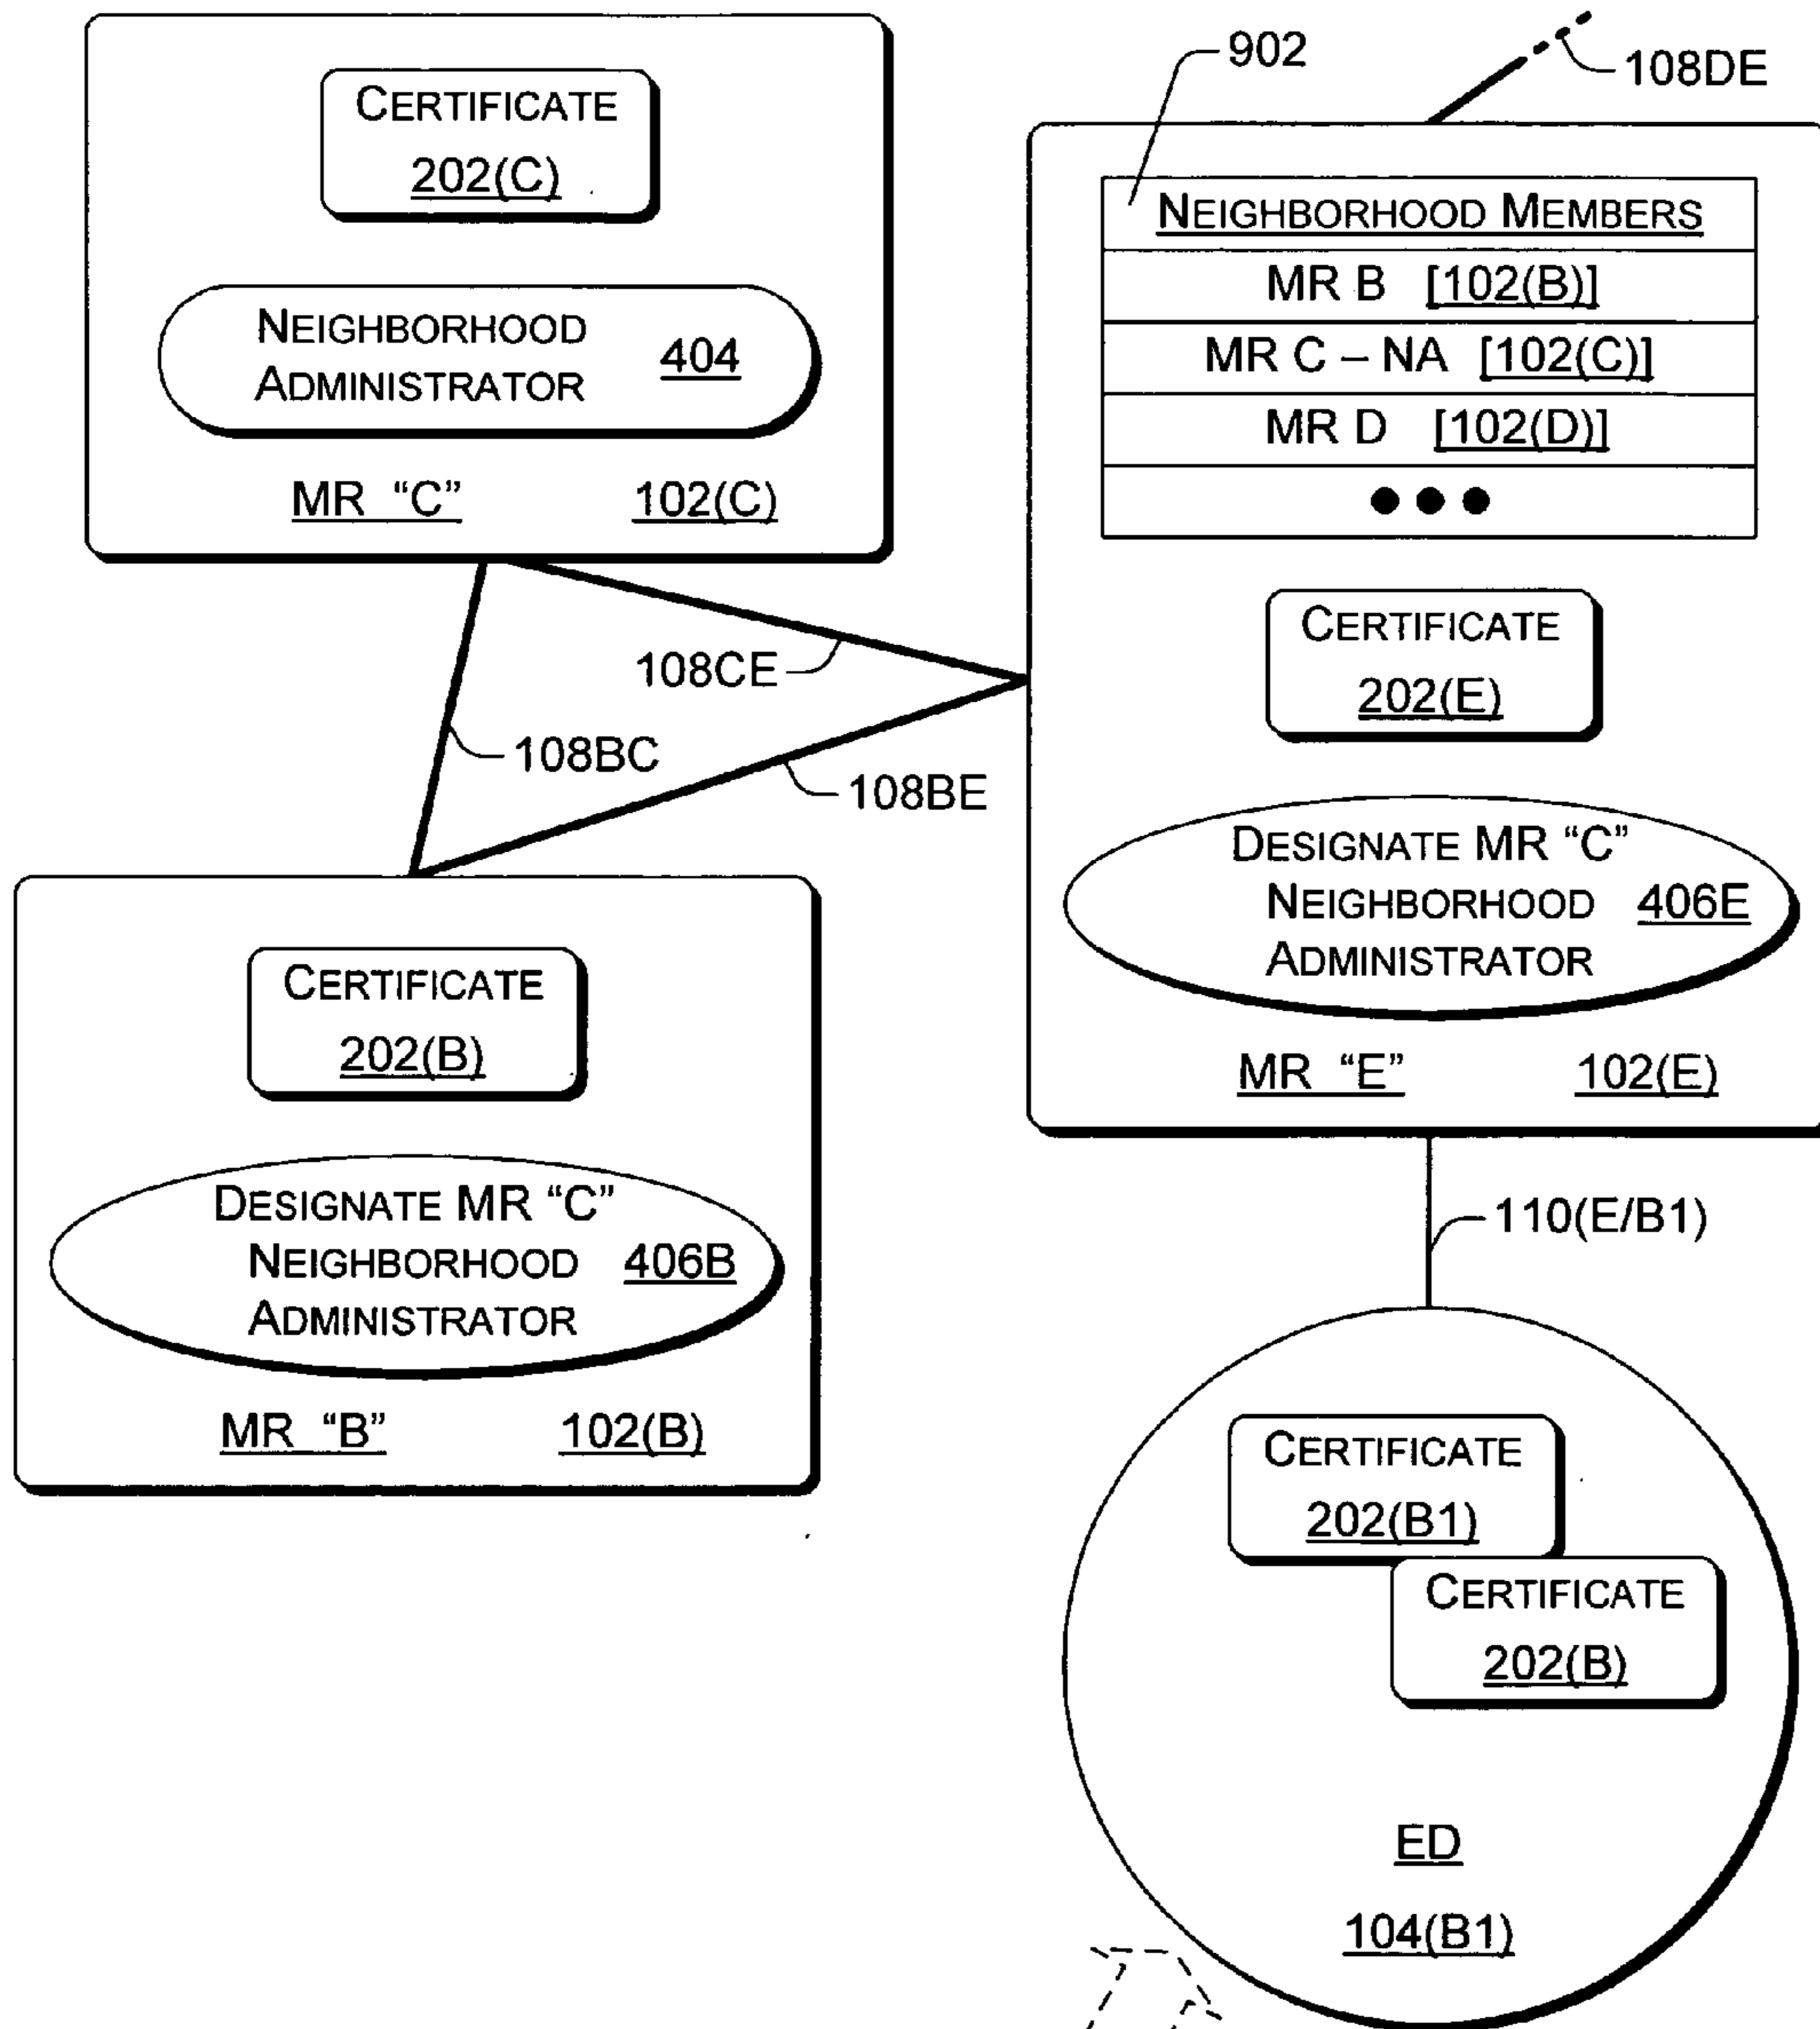 CERTIFICATE
202(C)
NEIGHBORHOOD
ADMINISTRATOR
404
MR "C"
102(C)
902
108DE
NEIGHBORHOOD MEMBERS
MR B [102(B)]
MR C – NA [102(C)]
MR D [102(D)]
CERTIFICATE
202(E)
DESIGNATE MR "C"
NEIGHBORHOOD
ADMINISTRATOR
406E
MR "E"
102(E)
108CE
108BC
108BE
CERTIFICATE
202(B)
DESIGNATE MR "C"
NEIGHBORHOOD
ADMINISTRATOR
406B
MR "B"
102(B)
110(E/B1)
CERTIFICATE
202(B1)
CERTIFICATE
202(B)
ED
104(B1)